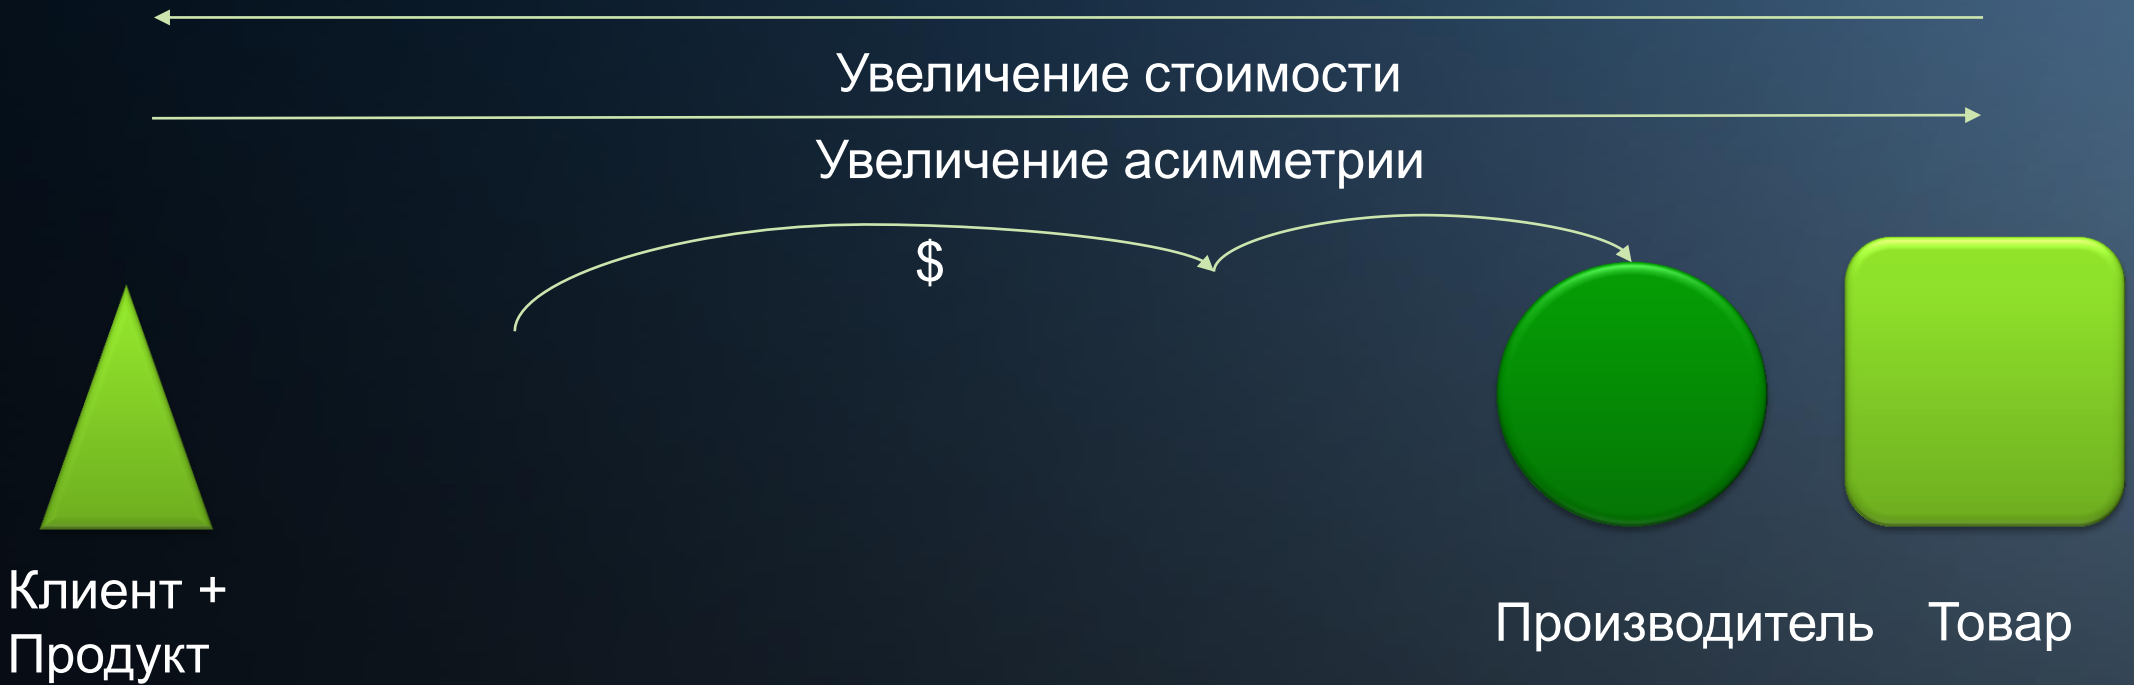 Увеличение стоимости
Увеличение асимметрии
$
Клиент +
Продукт
Производитель
Товар